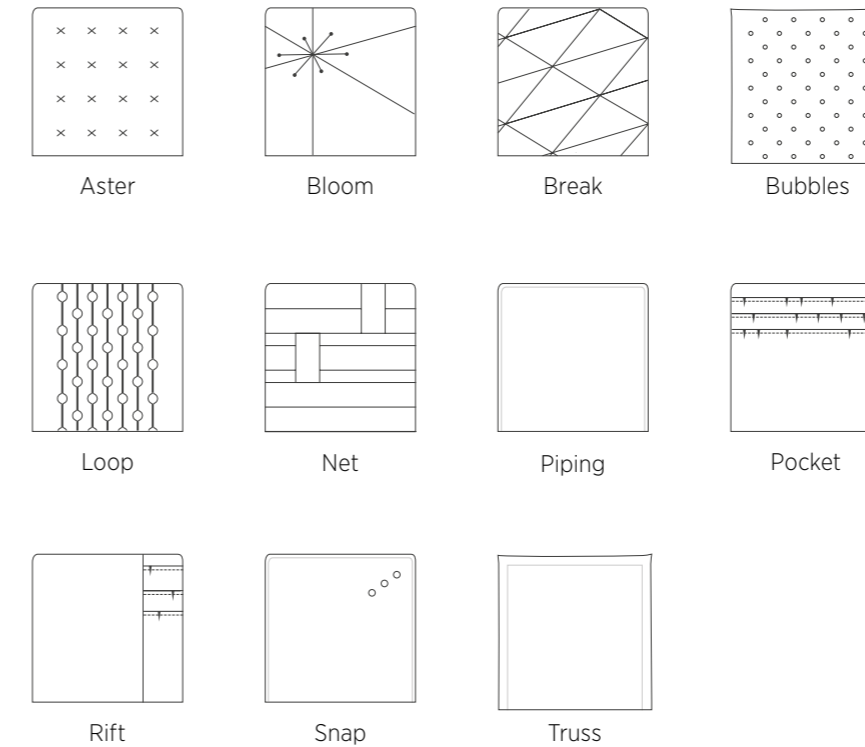 Aster
Bloom
Break
Bubbles
Loop
Net
Piping
Pocket
Rift
Snap
Truss